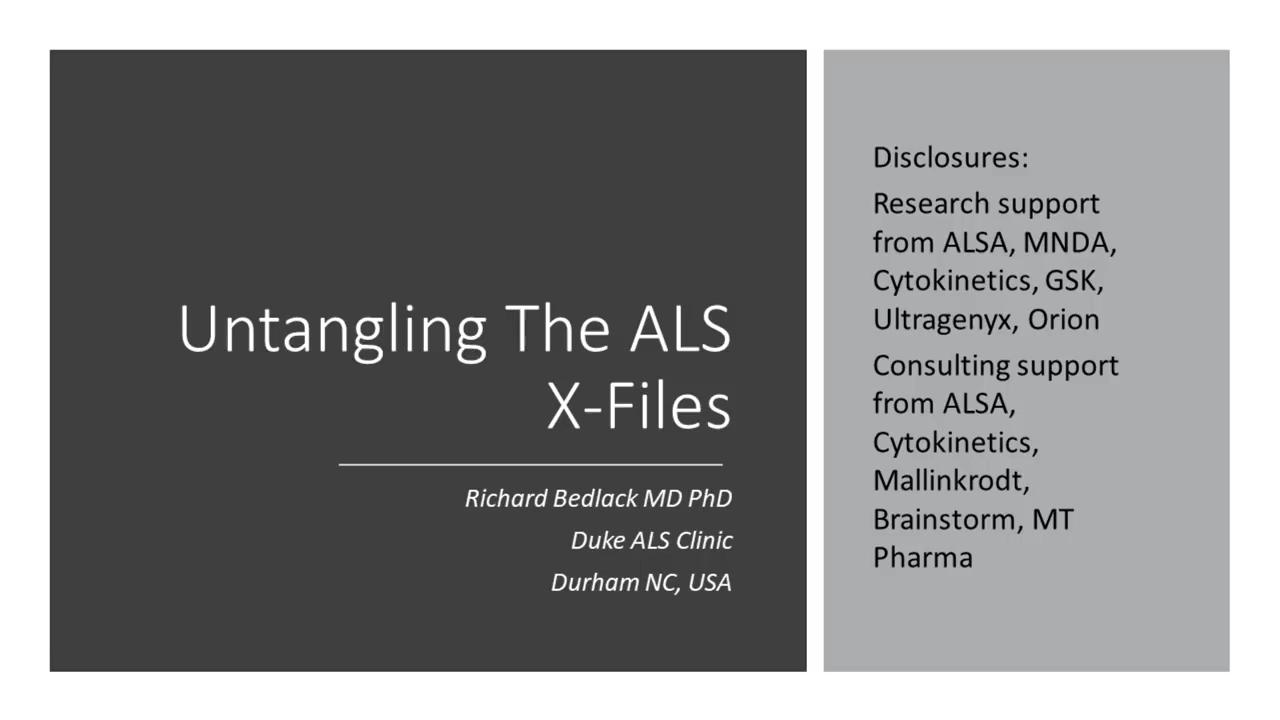 Untangling The ALS
X-Files
Richard Bedlack MD PhD
Duke ALS Clinic
Durham NC, USA
Disclosures:
Research support
from ALSA, MNDA,
Cytokinetics, GSK,
Ultragenyx, Orion
Consulting support
from ALSA,
Cytokinetics,
Mallinkrodt,
Brainstorm, MT
Pharma